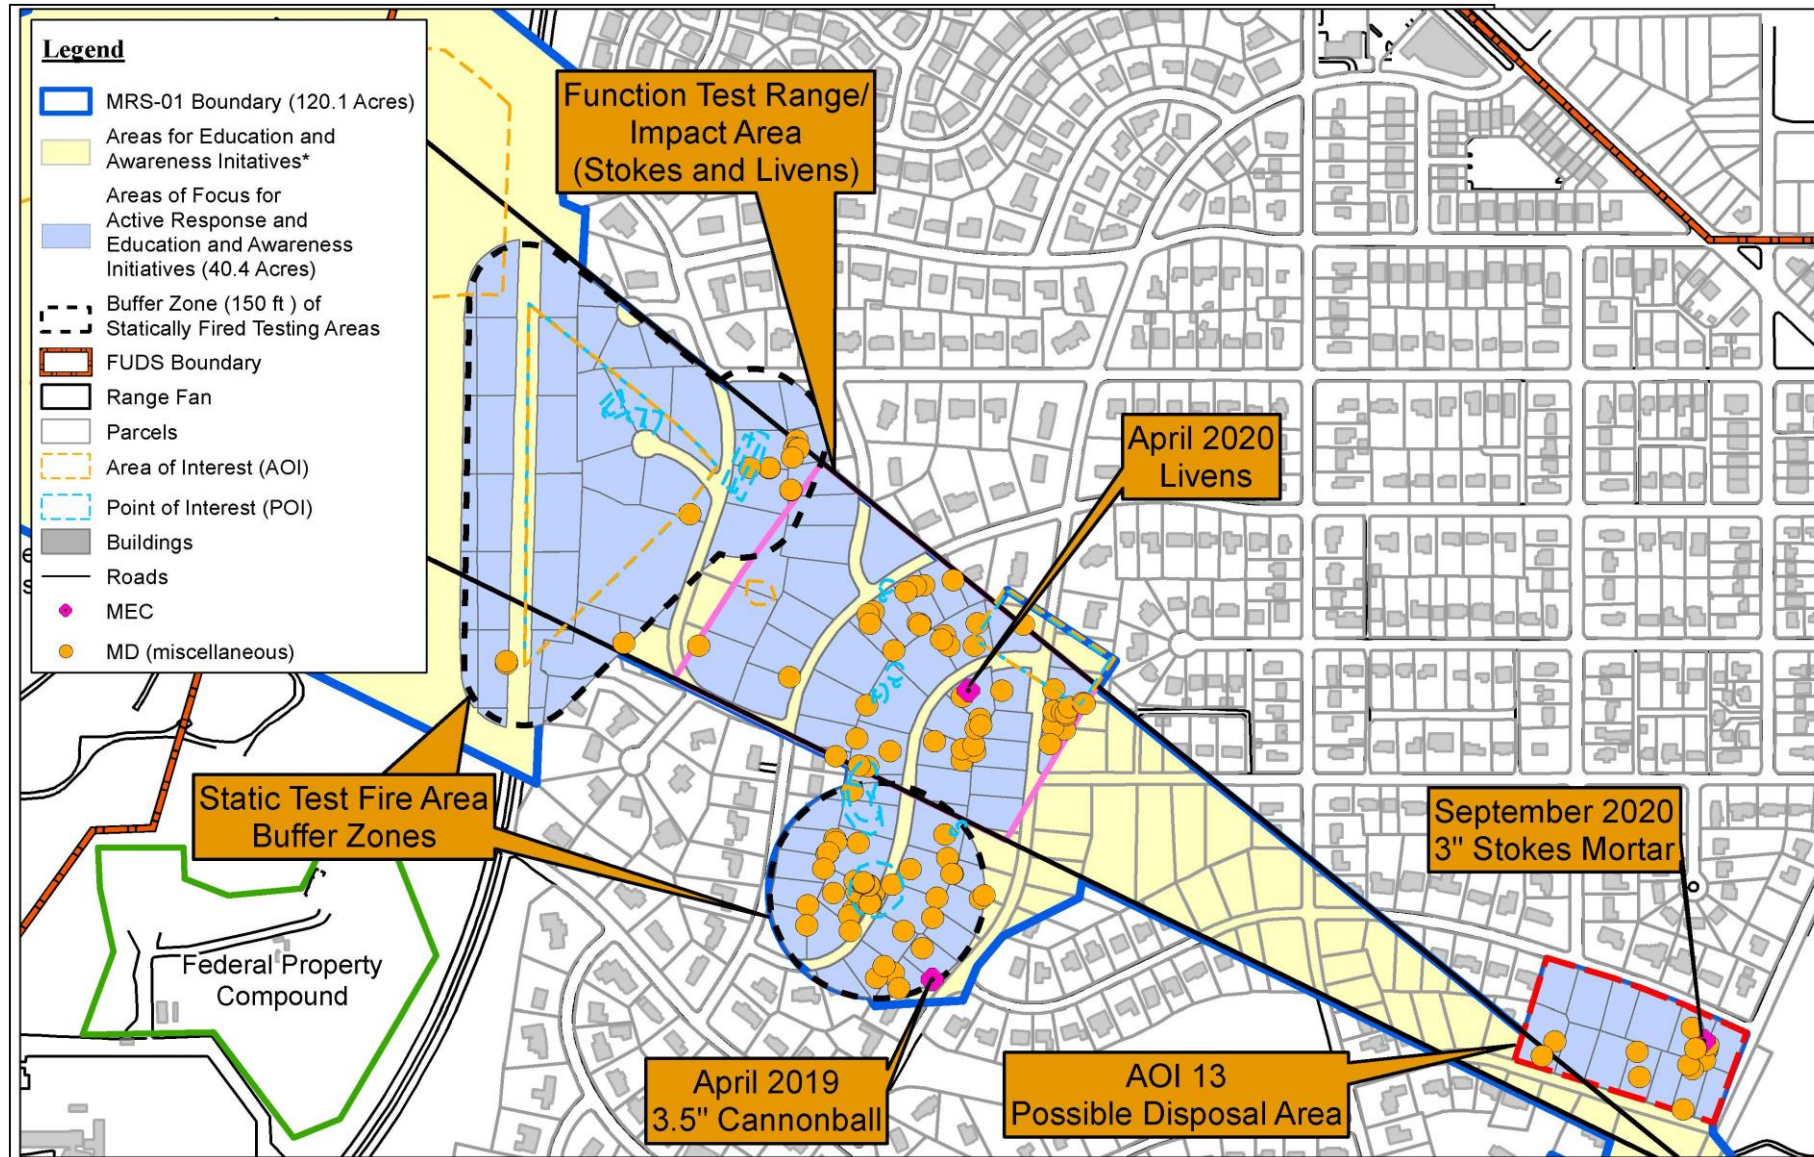 Legend
MRS-01 Boundary (120.1 Acres)
Areas for Education and
Awareness Initatives*
Areas of Focus for
Active Response and
Education and Awareness
Initiatives (40.4 Acres)
Buffer Zone (150 ft ) of
Statically Fired Testing Areas
FUDS Boundary
Range Fan
Parcels
Area of Interest (AOI)
Point of Interest (POI)
Buildings
Roads
MEC
MD (miscellaneous)
Function Test Range/
Impact Area
(Stokes and Livens)
April 2020
Livens
Static Test Fire Area
Buffer Zones
September 2020
3" Stokes Mortar
Federal Property
Compound
April 2019
3.5" Cannonball
AOI 13
Possible Disposal Area